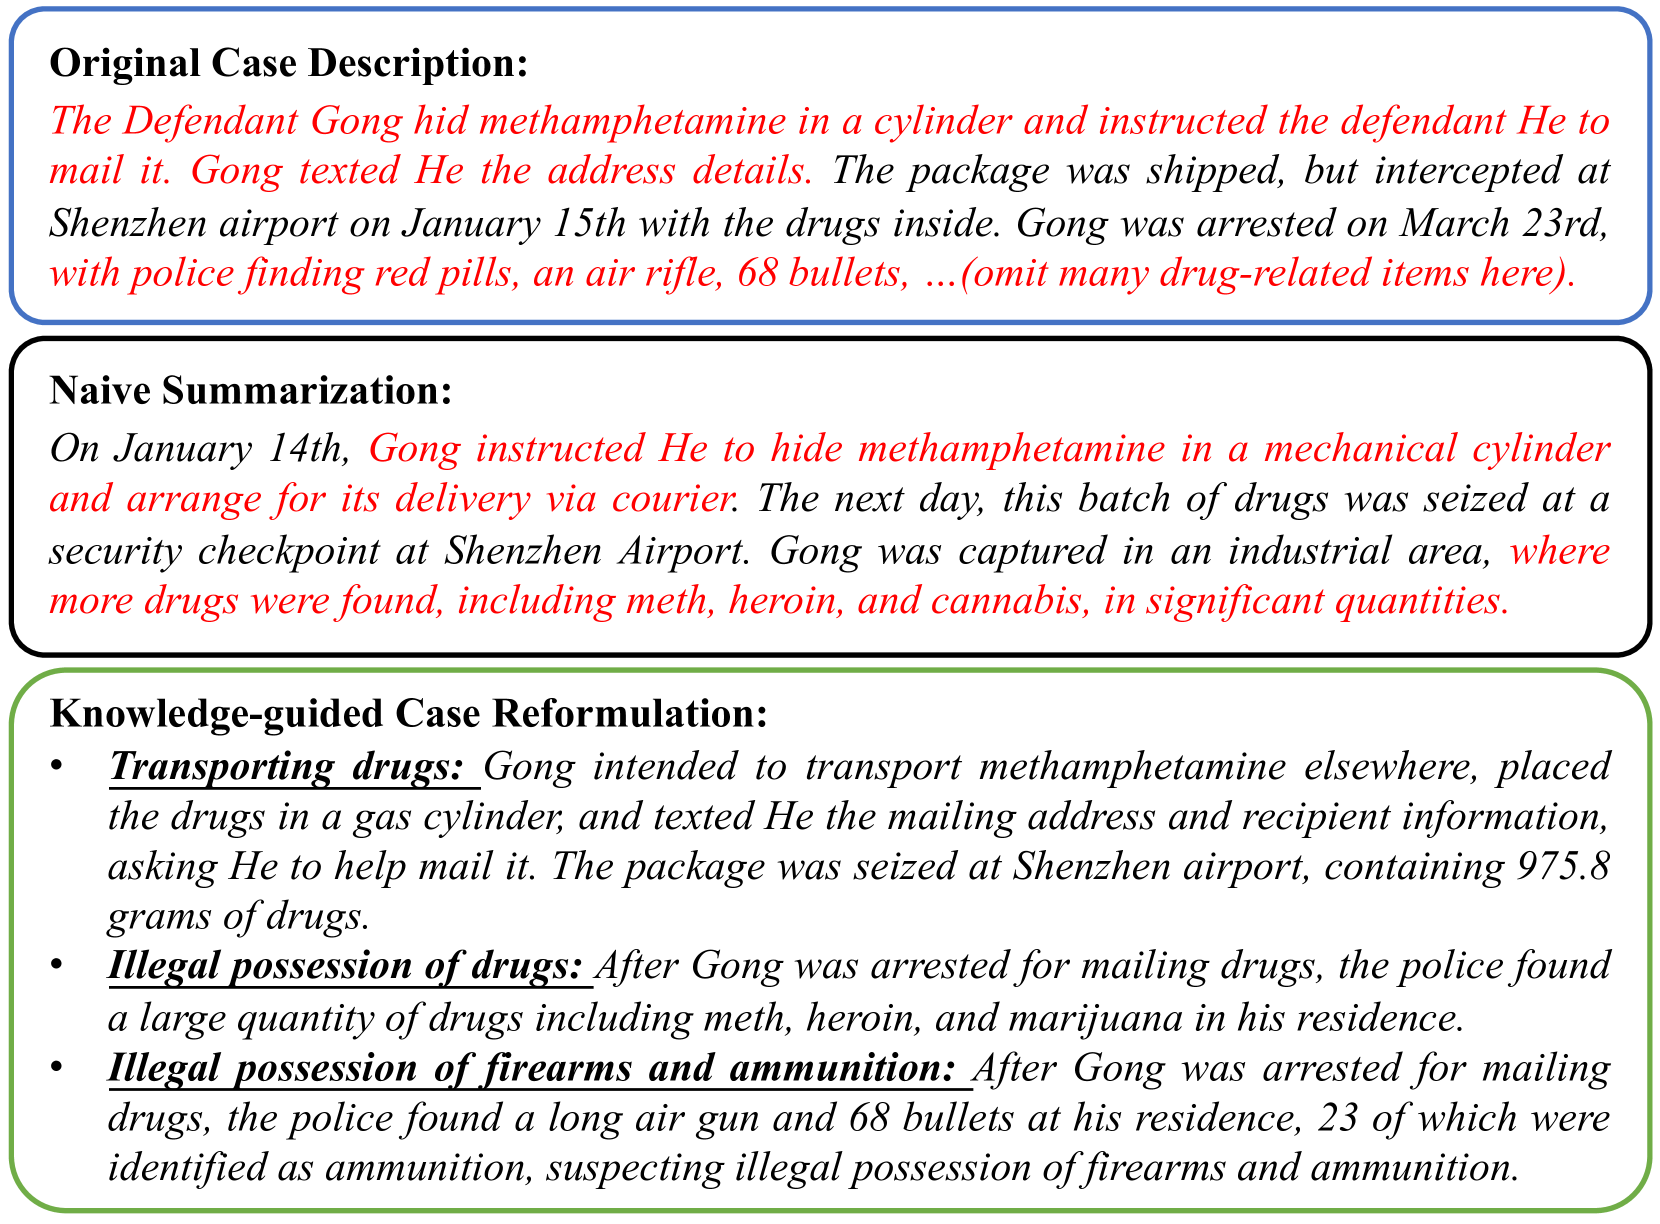 Original Case Description:
The Defendant Gong hid methamphetamine in a cylinder and instructed the defendant He to
mail it. Gong texted He the address details. The package was shipped, but intercepted at
Shenzhen airport on January 15th with the drugs inside. Gong was arrested on March 23rd,
with police finding red pills, an air rifle, 68 bullets, …(omit many drug-related items here).
Naive Summarization:
On January 14th, Gong instructed He to hide methamphetamine in a mechanical cylinder
and arrange for its delivery via courier. The next day, this batch of drugs was seized at a
security checkpoint at Shenzhen Airport. Gong was captured in an industrial area, where
more drugs were found, including meth, heroin, and cannabis, in significant quantities.
Knowledge-guided Case Reformulation:
• Transporting drugs: Gong intended to transport methamphetamine elsewhere, placed
the drugs in a gas cylinder, and texted He the mailing address and recipient information,
asking He to help mail it. The package was seized at Shenzhen airport, containing 975.8
grams of drugs.
• Illegal possession of drugs: After Gong was arrested for mailing drugs, the police found
a large quantity of drugs including meth, heroin, and marijuana in his residence.
• Illegal possession of firearms and ammunition: After Gong was arrested for mailing
drugs, the police found a long air gun and 68 bullets at his residence, 23 of which were
identified as ammunition, suspecting illegal possession of firearms and ammunition.